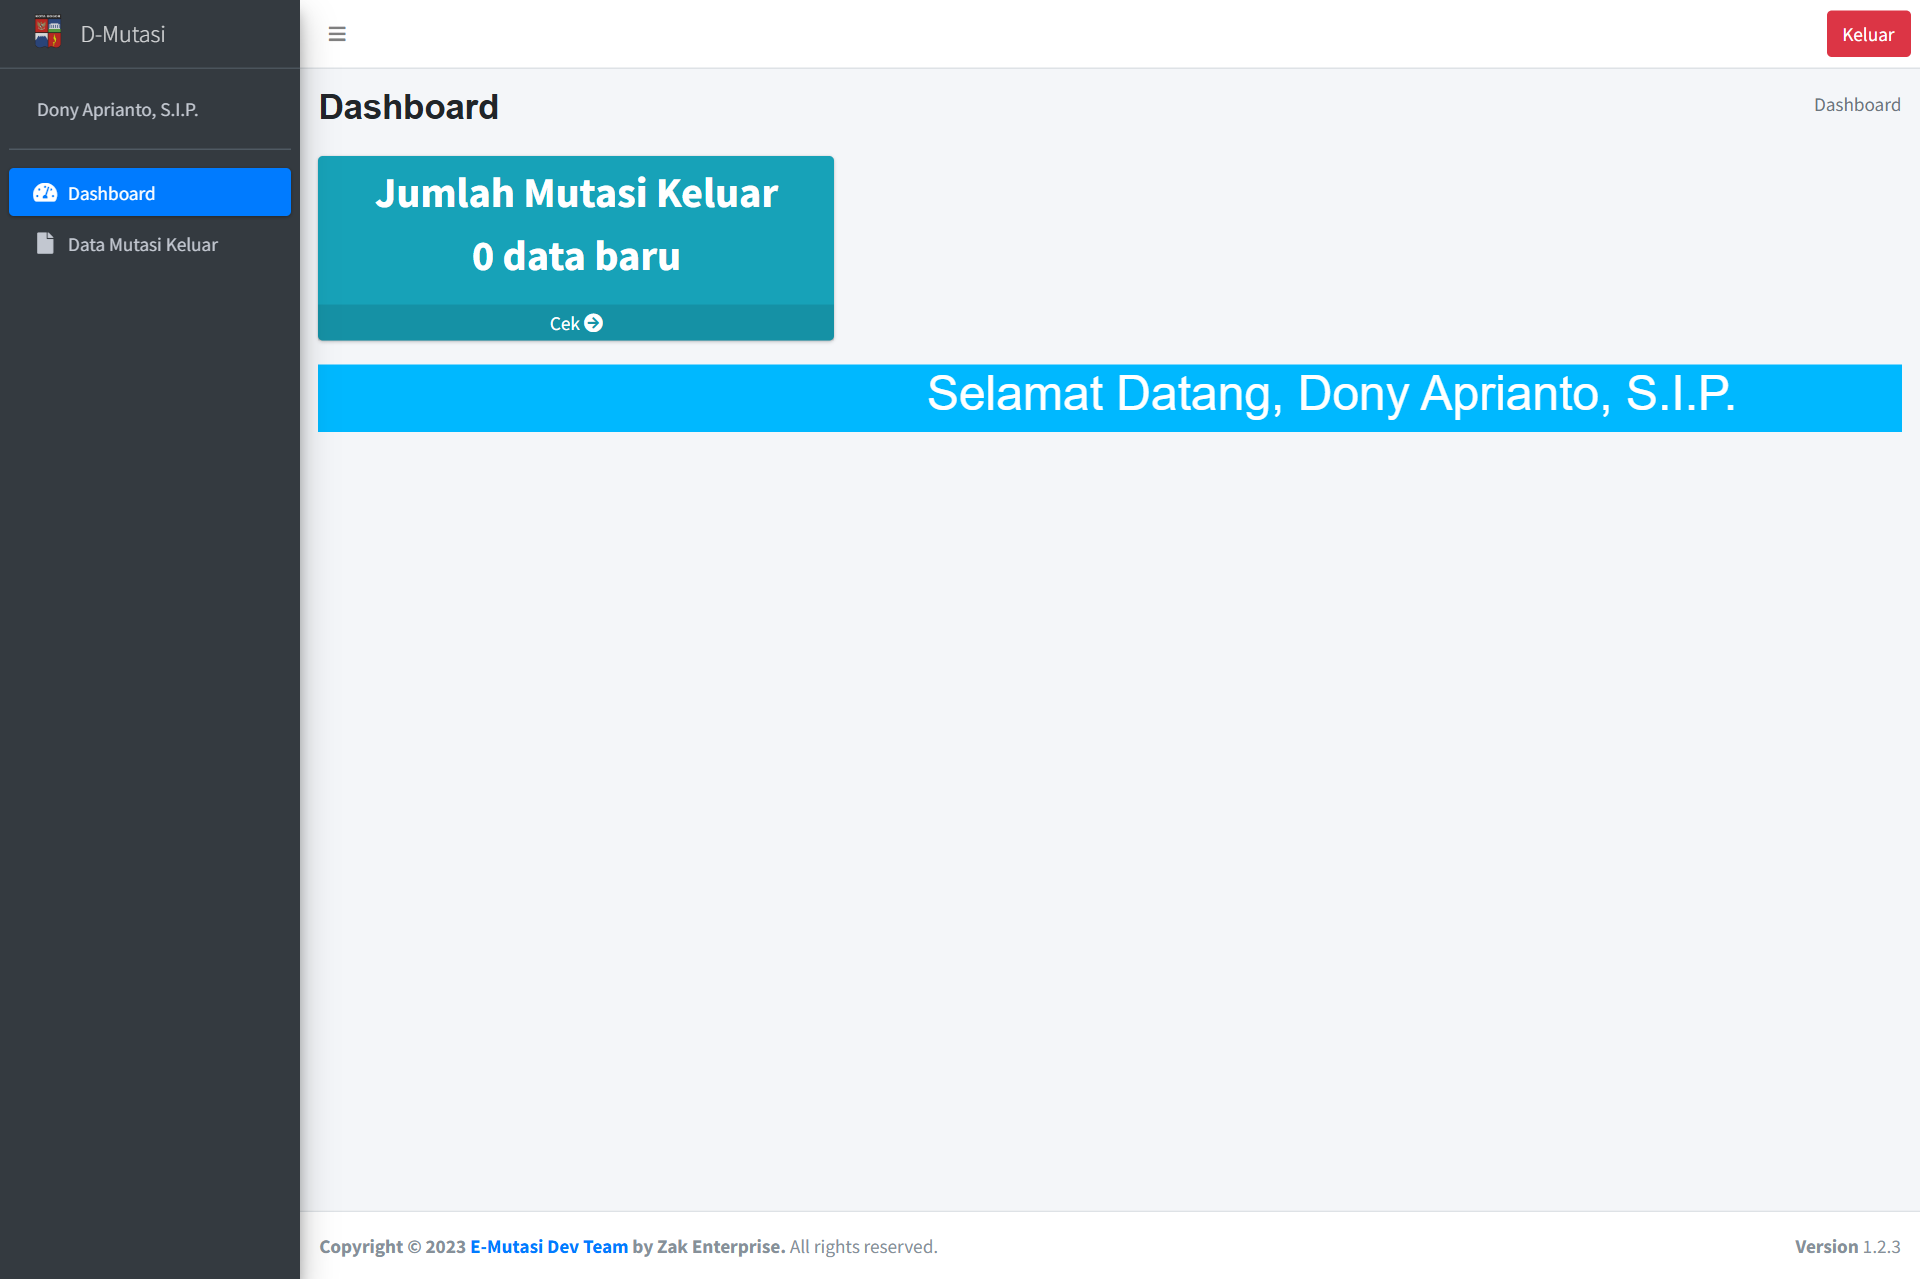 D-Mutasi
Keluar
Dony Aprianto, S.I.P.
Dashboard
Data Mutasi Keluar
Dashboard
Dashboard
Jumlah Mutasi Keluar
0 data baru
Cek
Selamat Datang, Dony Aprianto, S.I.P.
Copyright © 2023 E-Mutasi Dev Team by Zak Enterprise. All rights reserved.
Version 1.2.3